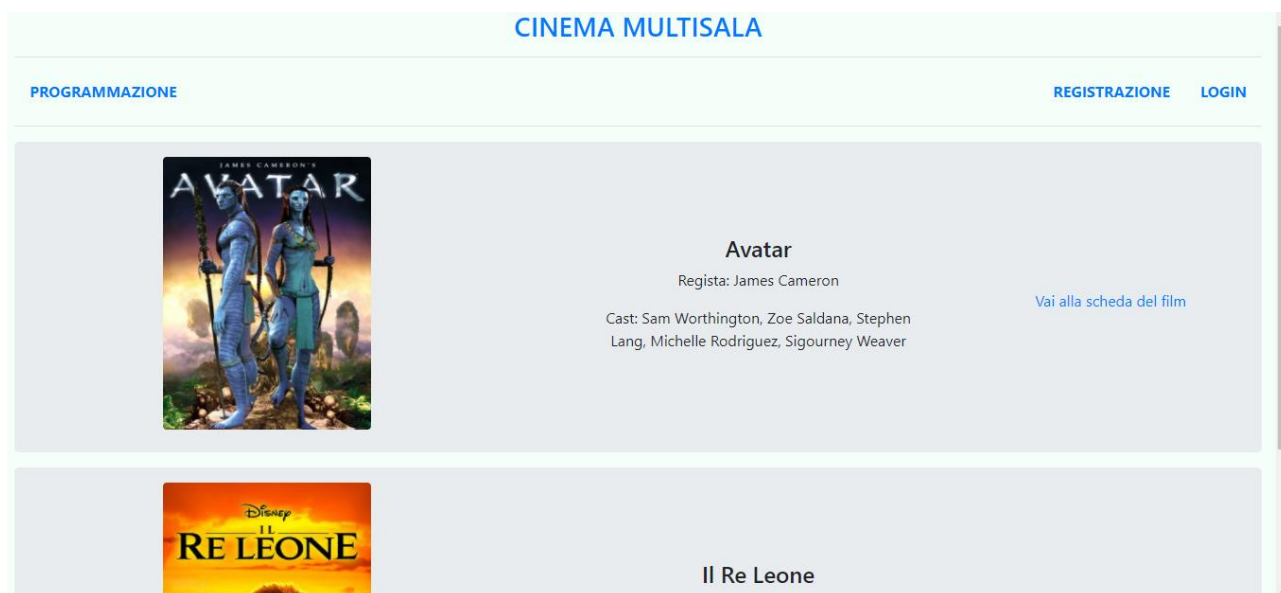 CINEMA MULTISALA
PROGRAMMAZIONE
REGISTRAZIONE
LOGIN
JAMES CAMERON'S
AVATAR
Avatar
Regista: James Cameron
Cast: Sam Worthington, Zoe Saldana, Stephen
Lang, Michelle Rodriguez, Sigourney Weaver
Vai alla scheda del film
DISNEY
IL
RE LEONE
Il Re Leone